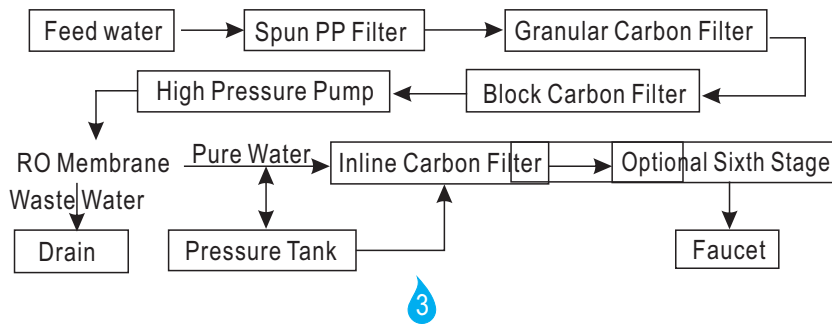 Feed water
Spun PP Filter
Granular Carbon Filter
High Pressure Pump
Block Carbon Filter
RO Membrane
Pure Water
Inline Carbon Filter
Optional Sixth Stage
Waste Water
Drain
Pressure Tank
Faucet
3